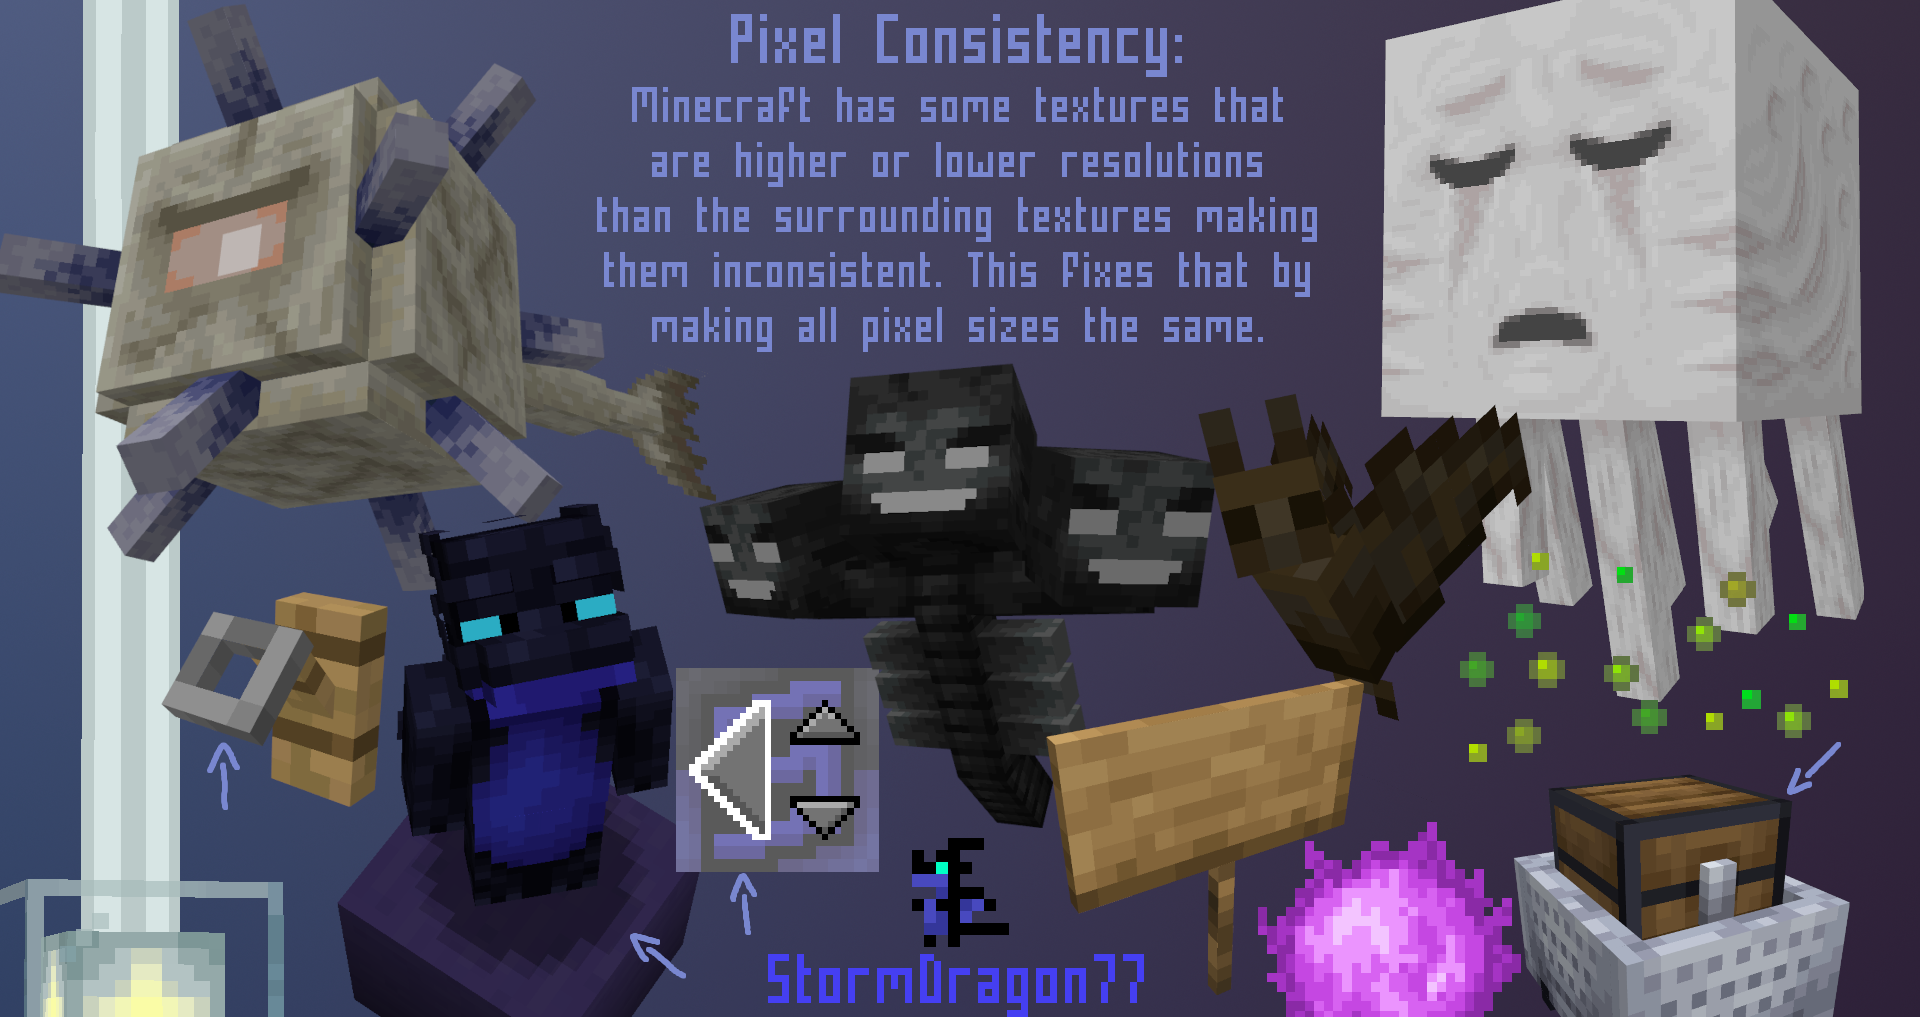 Pixel Consistency:
Minecraft has some textures that
are higher or lower resolutions
than the surrounding textures making
them inconsistent. This fixes that by
making all pixel sizes the same.
StormDragon77